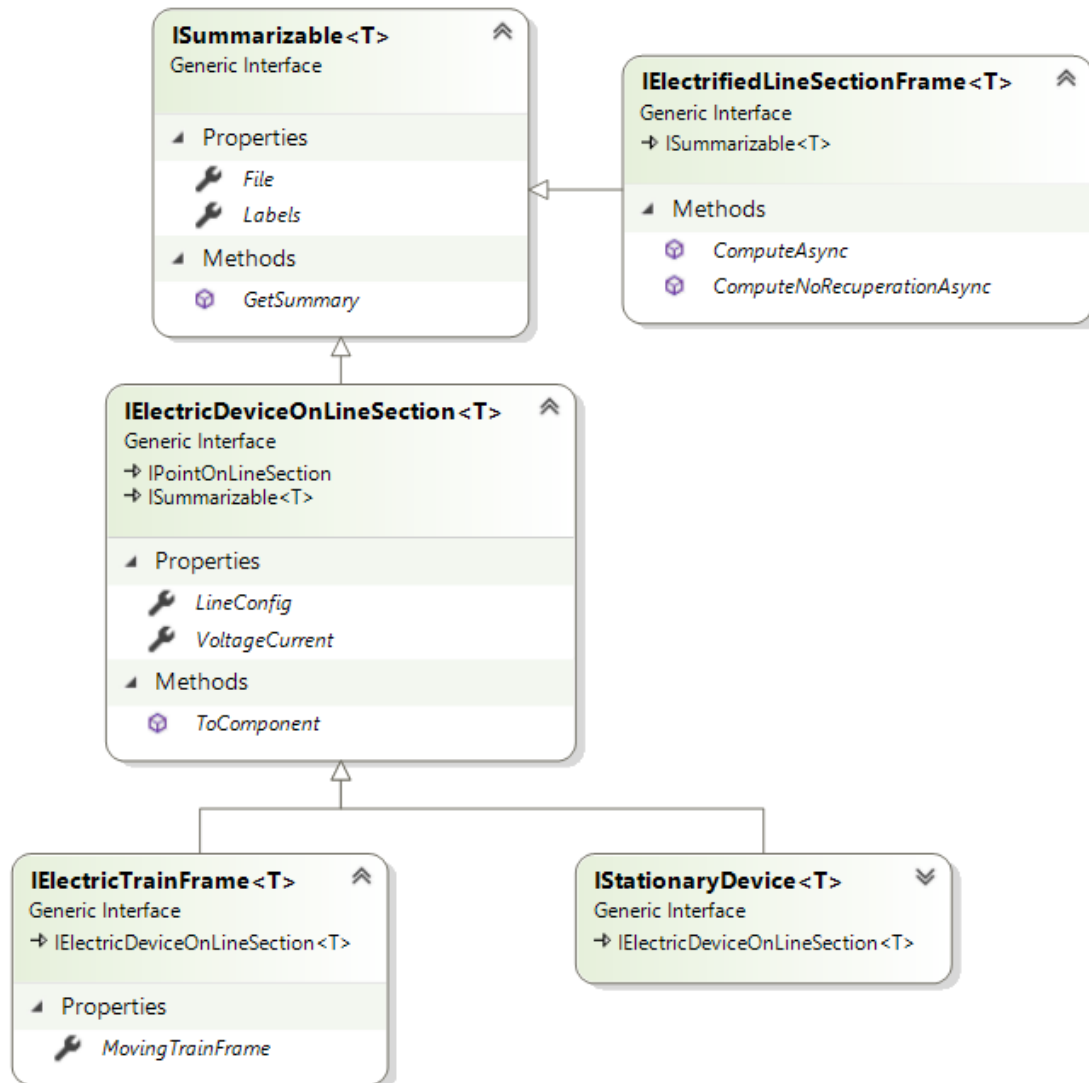 ISummarizable<T>
Generic Interface
Properties
File
Labels
Methods
GetSummary
IElectrifiedLineSectionFrame<T>
Generic Interface
ISummarizable<T>
Methods
ComputeAsync
ComputeNoRecuperationAsync
IElectricDeviceOnLineSection<T>
Generic Interface
IPointOnLineSection
ISummarizable<T>
Properties
LineConfig
VoltageCurrent
Methods
ToComponent
IElectricTrainFrame<T>
Generic Interface
IElectricDeviceOnLineSection<T>
Properties
MovingTrainFrame
IStationaryDevice<T>
Generic Interface
IElectricDeviceOnLineSection<T>